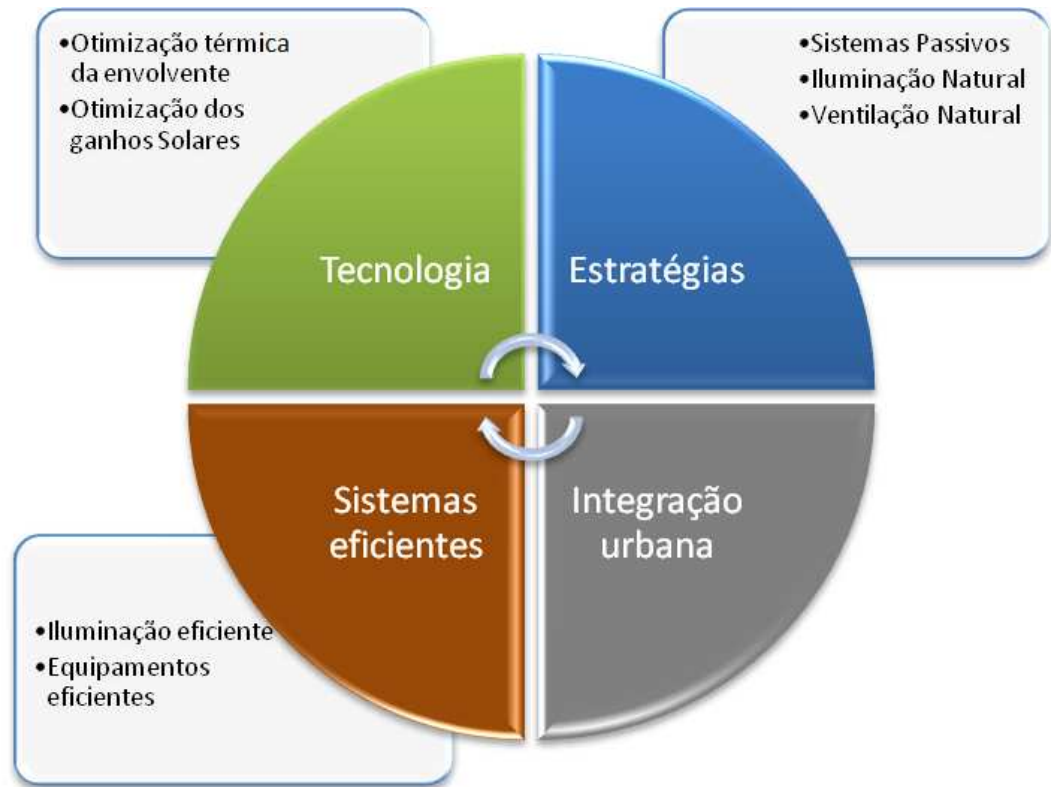 •Otimização térmica
da envolvente
•Otimização dos
ganhos Solares
•Sistemas Passivos
•Iluminação Natural
•Ventilação Natural
Tecnologia
Estratégias
Sistemas
eficientes
Integração
urbana
•Iluminação eficiente
•Equipamentos
eficientes